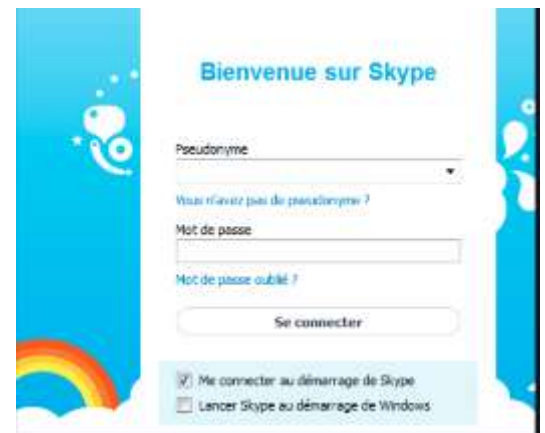 Bienvenue sur Skype
Pseudonyme
Vous n'avez pas de pseudonyme ?
Mot de passe
Mot de passe oublié ?
Se connecter
Me connecter au démarrage de Skype
Lancer Skype au démarrage de Windows